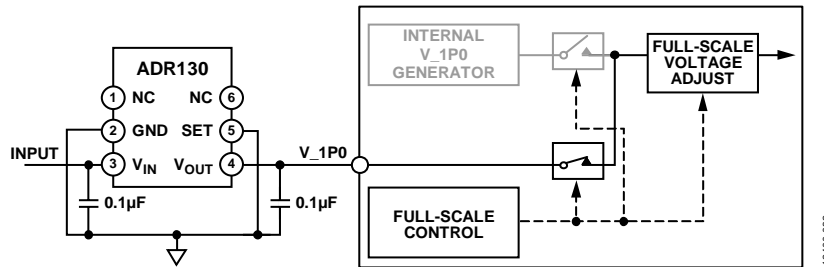 INTERNAL
V_1P0
GENERATOR
FULL-SCALE
VOLTAGE
ADJUST
ADR130
1 NC
NC 6
2 GND
SET 5
INPUT
3 VIN
VOUT 4
V_1P0
0.1µF
0.1µF
FULL-SCALE
CONTROL